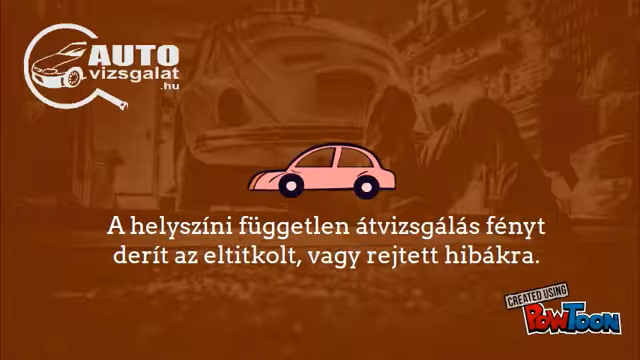 AUTO
vizsgalat
.hu
A helyszíni független átvizsgálás fényt
derít az eltitkolt, vagy rejtett hibákra.
CREATED USING
POWTOON